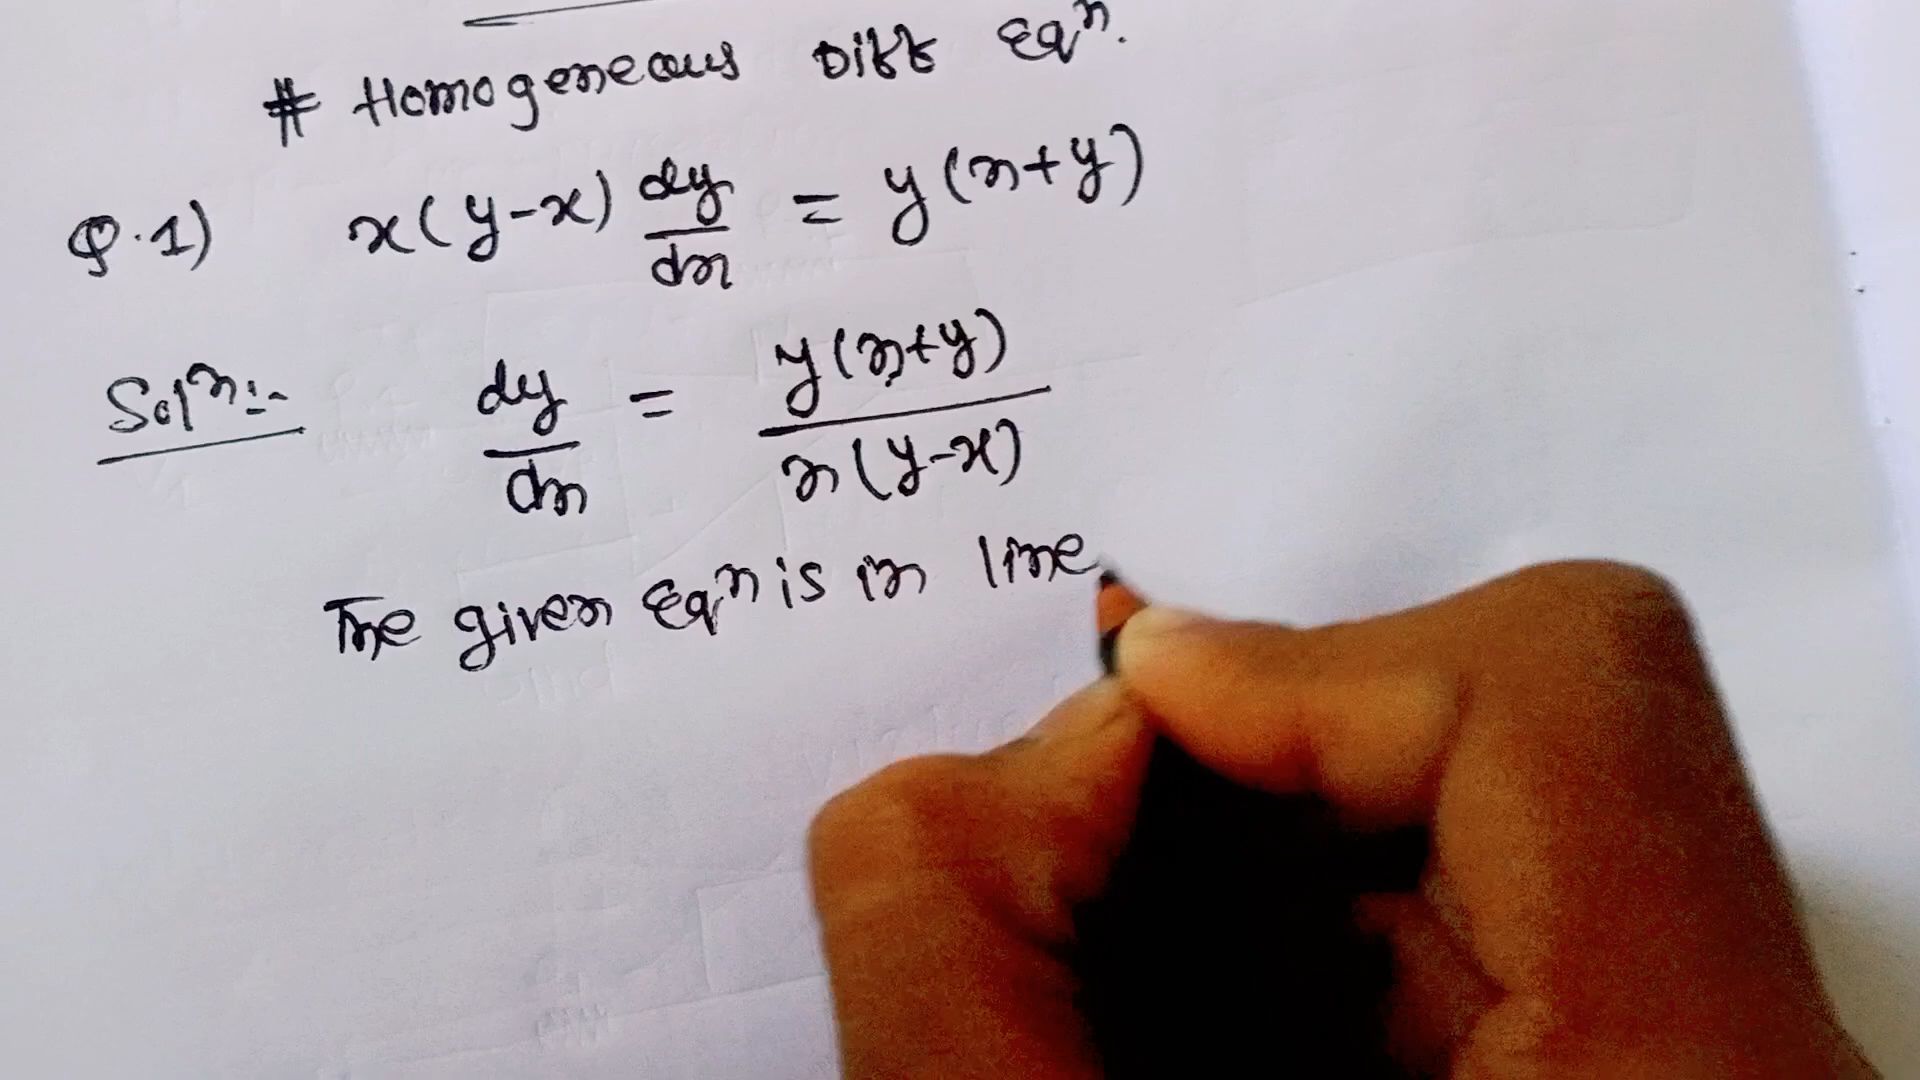 # Homogeneous Diff Eqⁿ.
Q.1) x(y-x) dy/dx = y(x+y)
Solⁿ:- dy/dx = y(x+y)/x(y-x)
The given Eqⁿ is in line